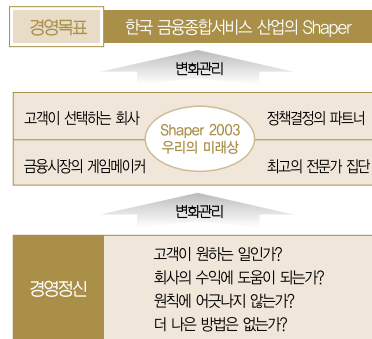 경영목표 한국 금융종합서비스 산업의 Shaper
변화관리
고객이 선택하는 회사
정책결정의 파트너
Shaper 2003
우리의 미래상
금융시장의 게임메이커
최고의 전문가 집단
변화관리
경영정신
고객이 원하는 일인가?
회사의 수익에 도움이 되는가?
원칙에 어긋나지 않는가?
더 나은 방법은 없는가?